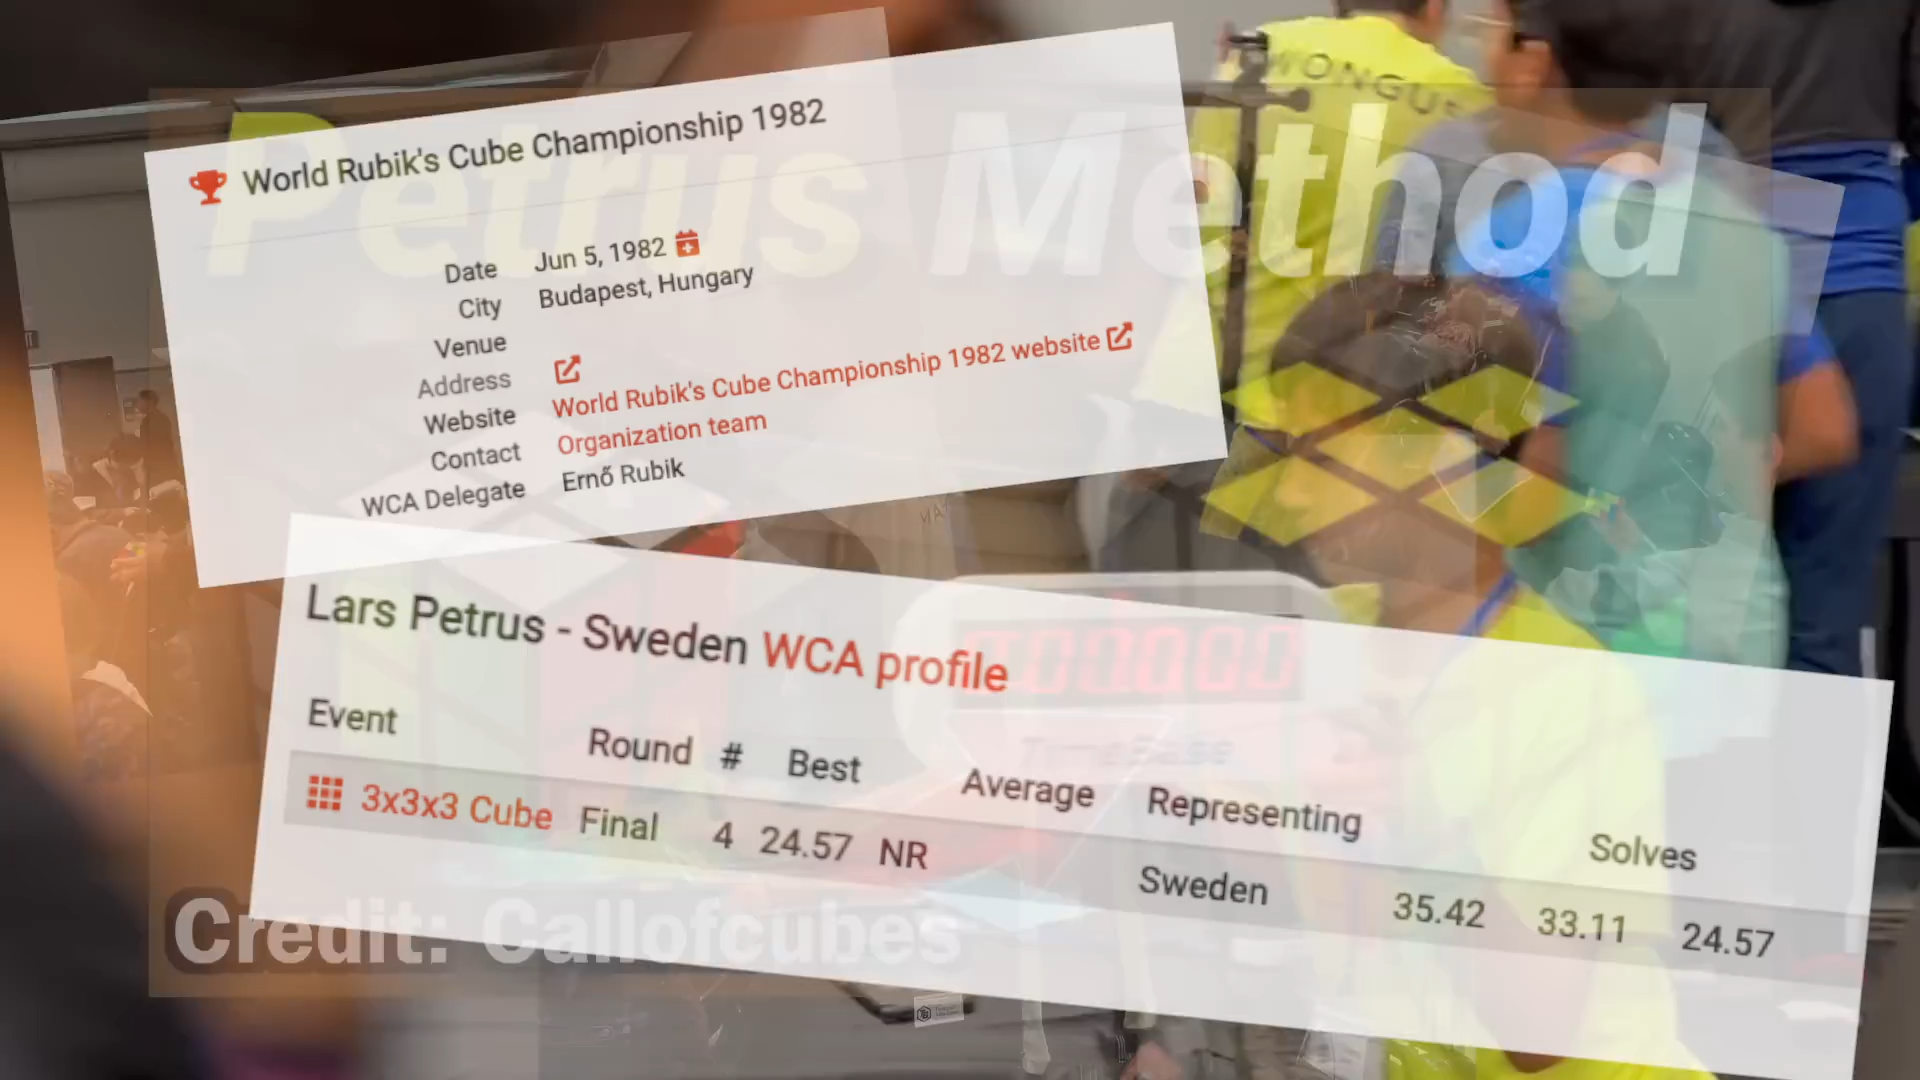 WONGUS
Petrus Method
World Rubik's Cube Championship 1982
Date Jun 5, 1982
City Budapest, Hungary
Venue
Address
Website World Rubik's Cube Championship 1982 website
Contact Organization team
WCA Delegate Ernő Rubik
Lars Petrus - Sweden WCA profile
Event Round # Best Average Representing Solves
3x3x3 Cube Final 4 24.57 NR Sweden 35.42 33.11 24.57
TimeBase
Credit: Callofcubes